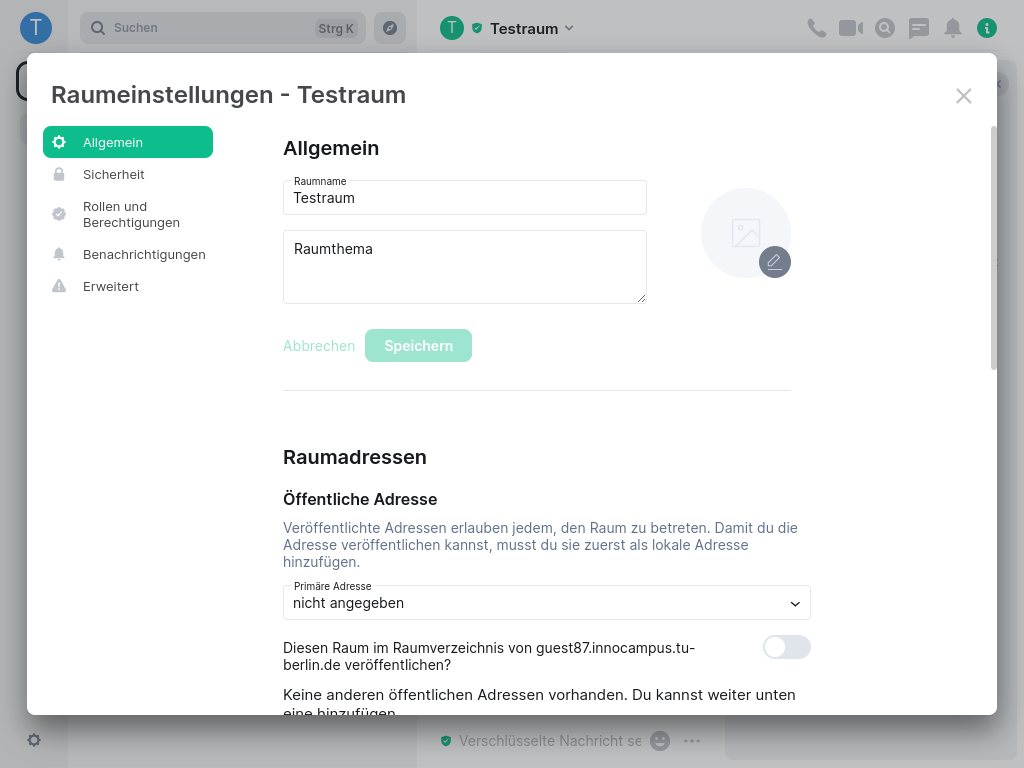 T
Suchen
Strg K
T
Testraum
Raumeinstellungen - Testraum
Allgemein
Sicherheit
Rollen und
Berechtigungen
Benachrichtigungen
Erweitert
Allgemein
Raumname
Testraum
Raumthema
Abbrechen
Speichern
Raumadressen
Öffentliche Adresse
Veröffentlichte Adressen erlauben jedem, den Raum zu betreten. Damit du die
Adresse veröffentlichen kannst, musst du sie zuerst als lokale Adresse
hinzufügen.
Primäre Adresse
nicht angegeben
Diesen Raum im Raumverzeichnis von guest87.innocampus.tu-
berlin.de veröffentlichen?
Keine anderen öffentlichen Adressen vorhanden. Du kannst weiter unten
eine hinzufügen
Verschlüsselte Nachricht se